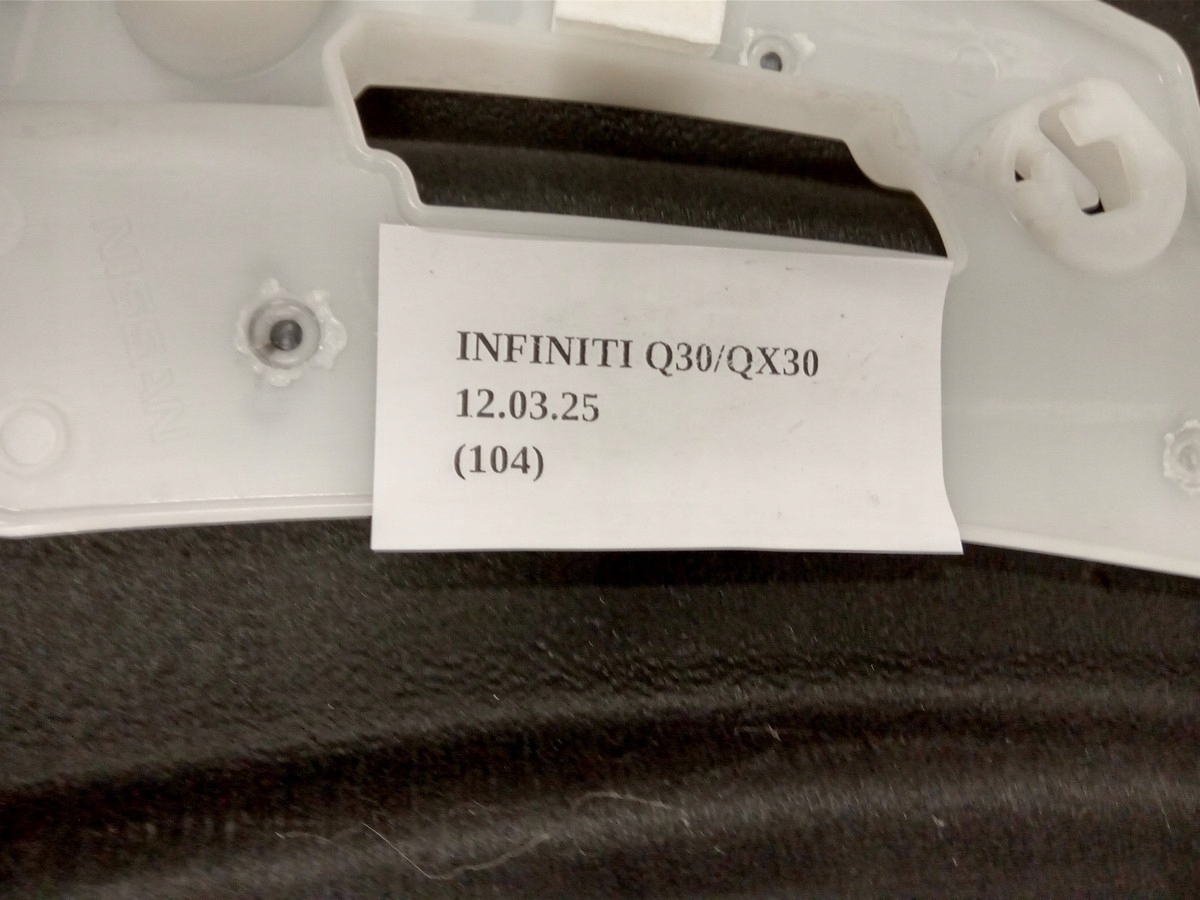 NISSAN
INFINITI Q30/QX30
12.03.25
(104)